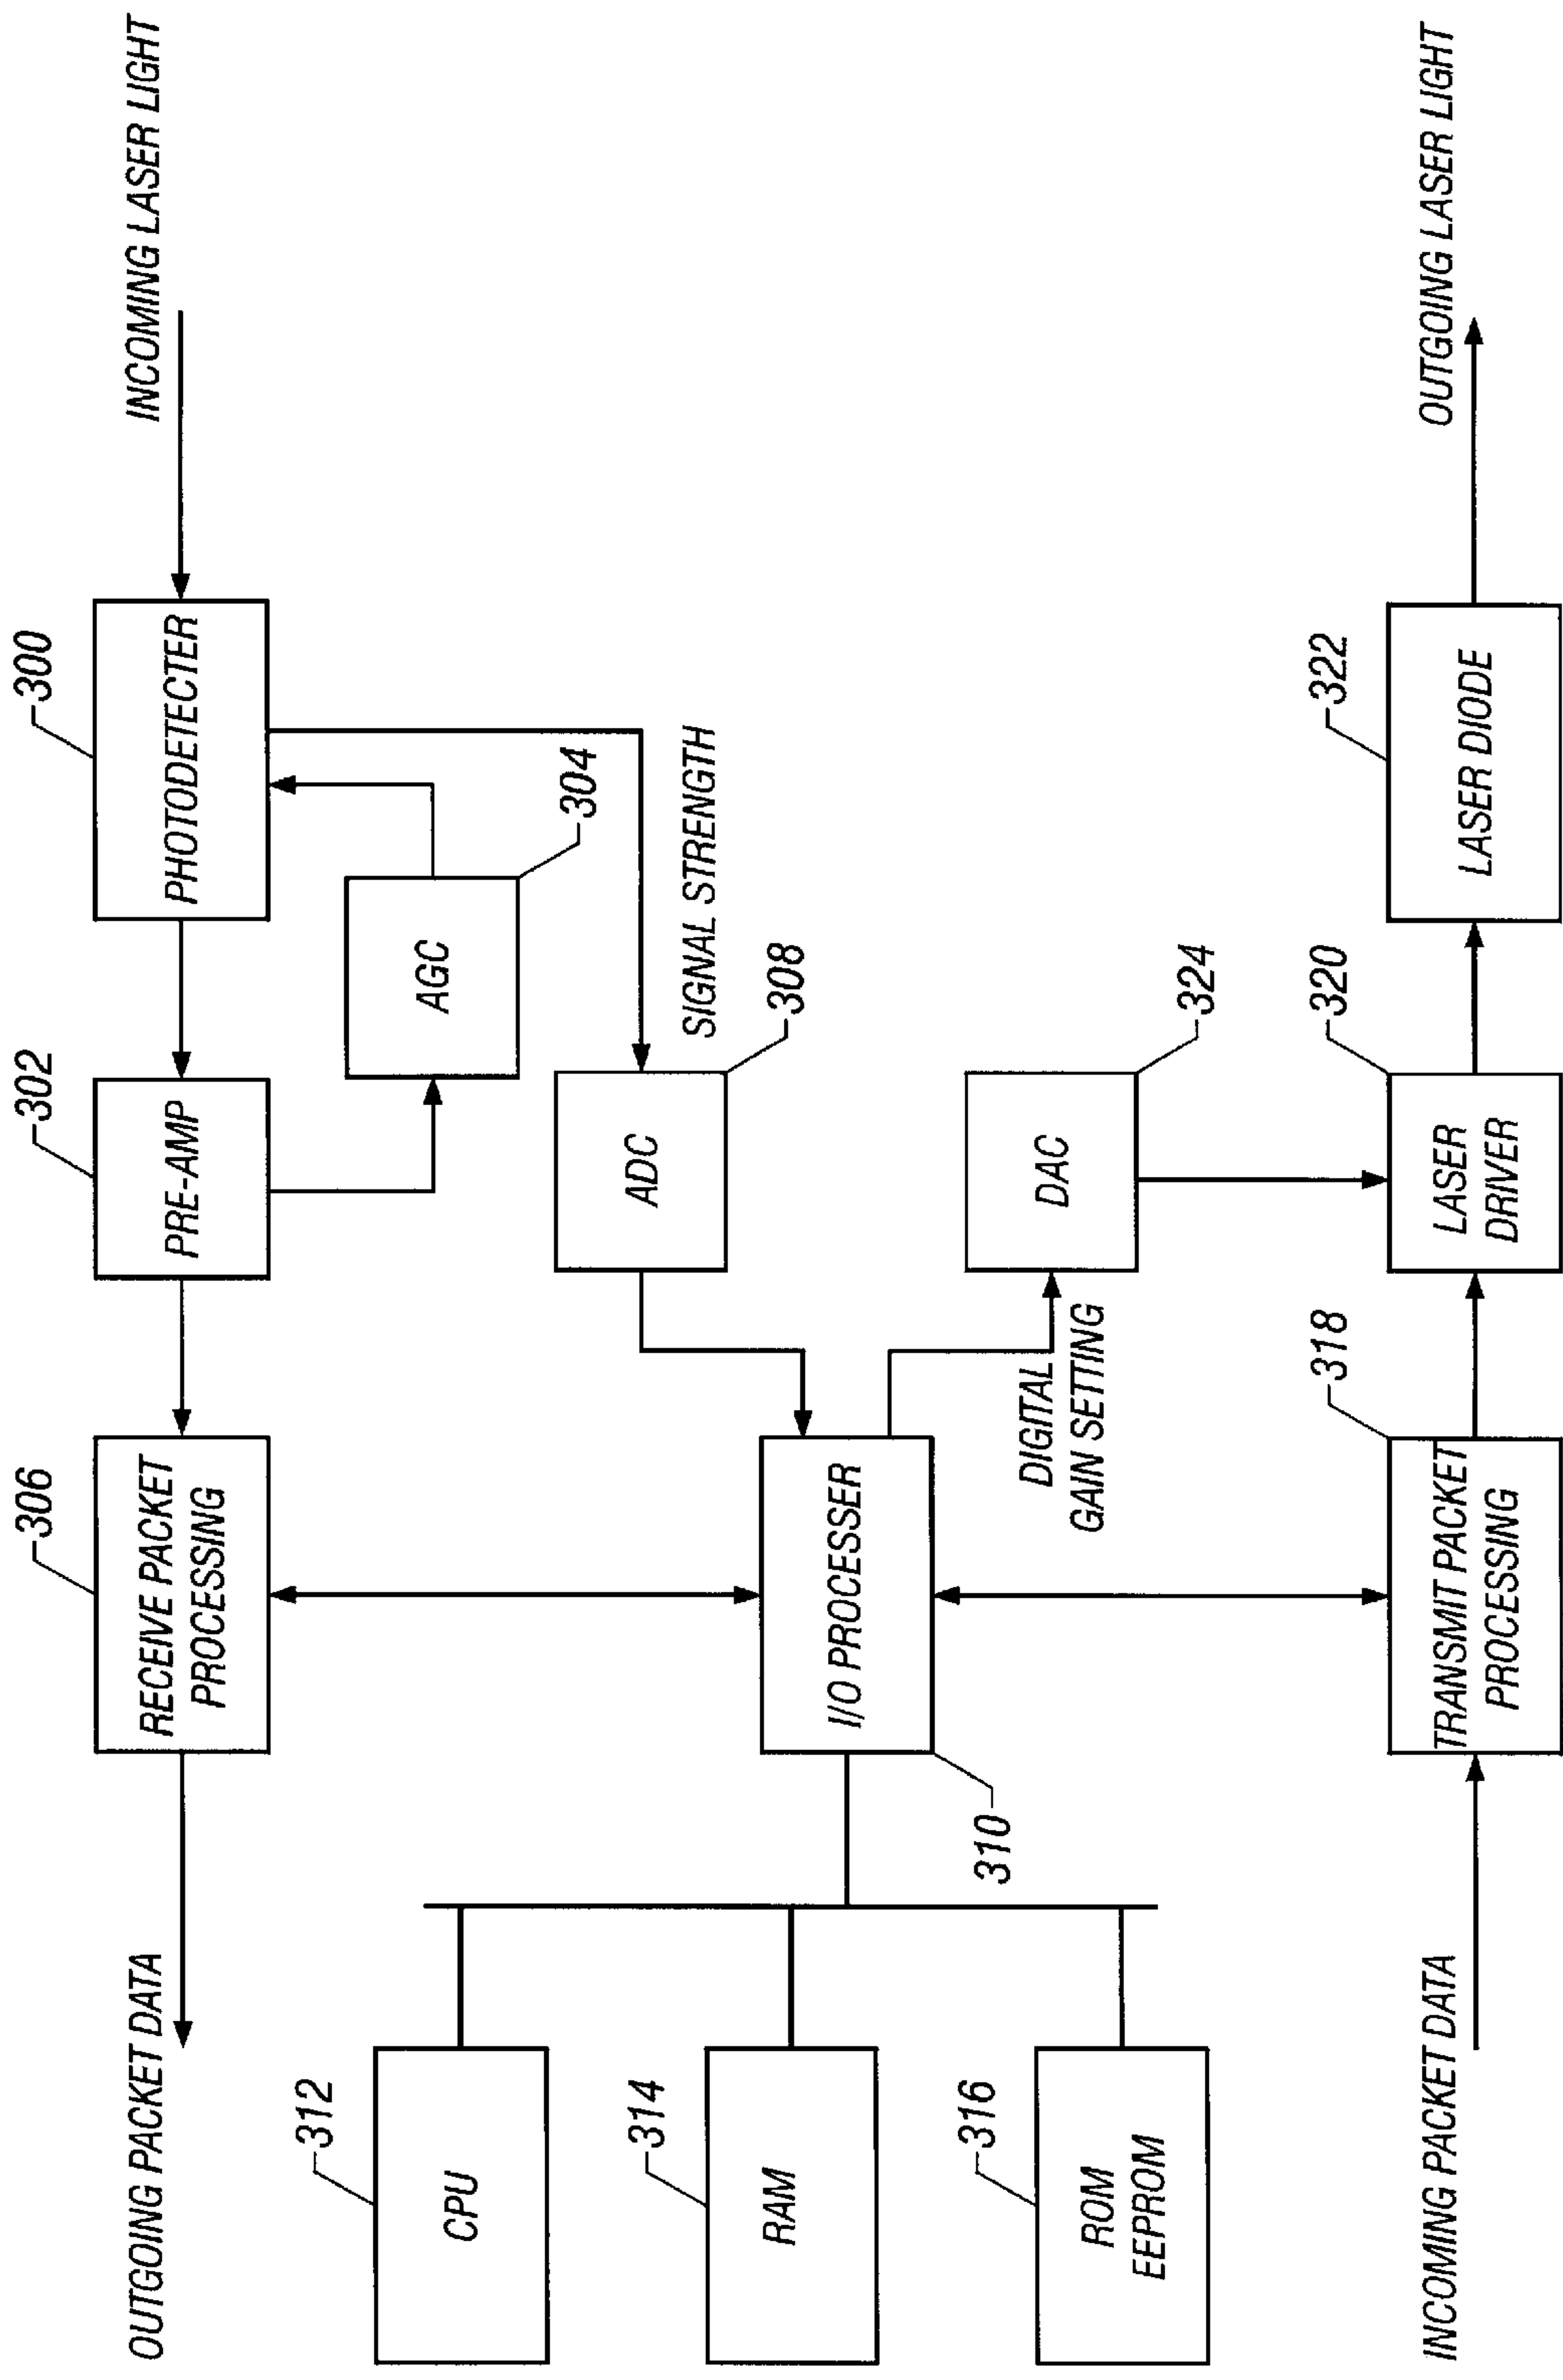 OUTGOING PACKET DATA
306
RECEIVE PACKET
PROCESSING
302
PRE-AMP
300
PHOTODETECTER
INCOMING LASER LIGHT
AGC
304
312
CPU
ADC
308
SIGNAL STRENGTH
314
RAM
I/O PROCESSER
310
DIGITAL
GAIN SETTING
DAC
324
316
ROM
EEPROM
INCOMING PACKET DATA
318
TRANSMIT PACKET
PROCESSING
320
LASER
DRIVER
322
LASER DIODE
OUTGOING LASER LIGHT